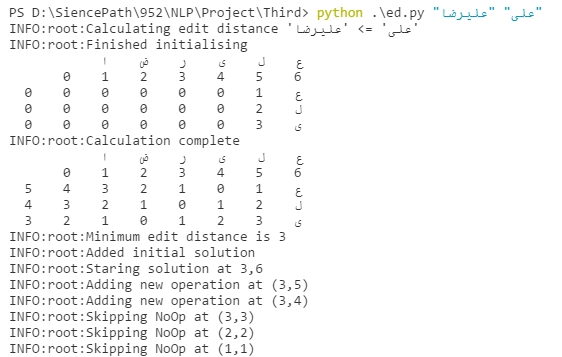 PS D:\SiencePath\952\NLP\Project\Third> python .\ed.py "علیرضا" "علی"
INFO:root:Calculating edit distance 'علی' => 'علیرضا'
INFO:root:Finished initialising
ع ل ی ر ض ا
0 1 2 3 4 5 6
ع 1 0 0 0 0 0 0
ل 2 0 0 0 0 0 0
ی 3 0 0 0 0 0 0
INFO:root:Calculation complete
ع ل ی ر ض ا
0 1 2 3 4 5 6
ع 1 0 1 2 3 4 5
ل 2 1 0 1 2 3 4
ی 3 2 1 0 1 2 3
INFO:root:Minimum edit distance is 3
INFO:root:Added initial solution
INFO:root:Staring solution at 3,6
INFO:root:Adding new operation at (3,5)
INFO:root:Adding new operation at (3,4)
INFO:root:Skipping NoOp at (3,3)
INFO:root:Skipping NoOp at (2,2)
INFO:root:Skipping NoOp at (1,1)